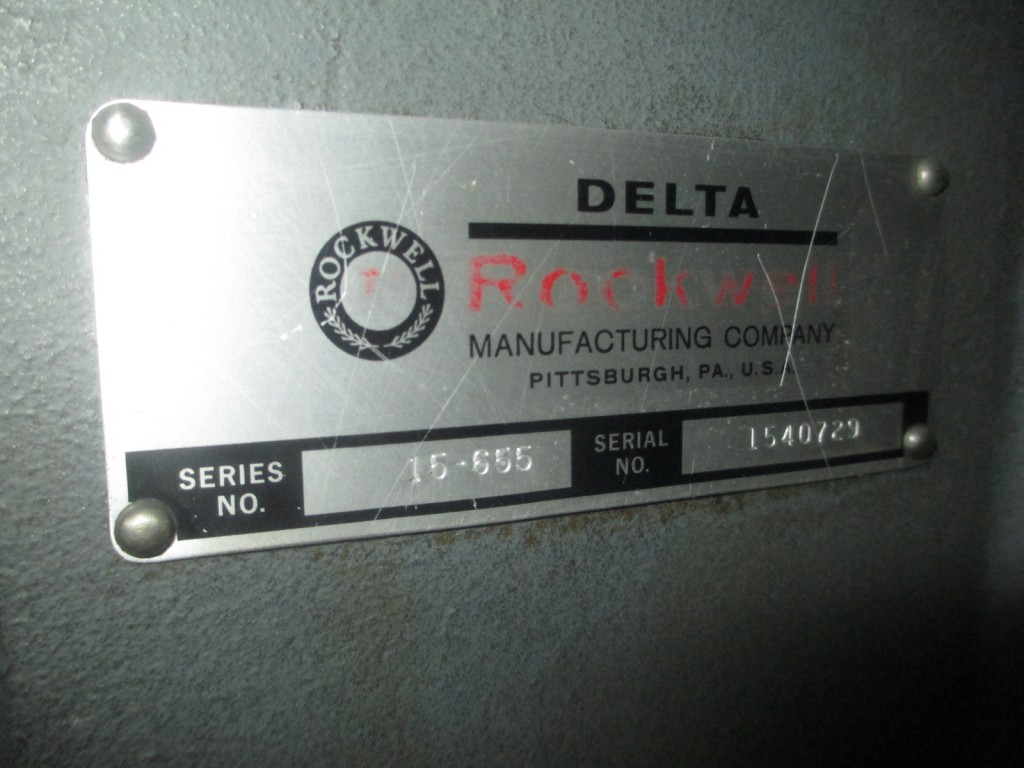 DELTA
ROCKWELL
Rockwell
MANUFACTURING COMPANY
PITTSBURGH, PA., U.S.A.
SERIES NO.
15-655
SERIAL NO.
1540729